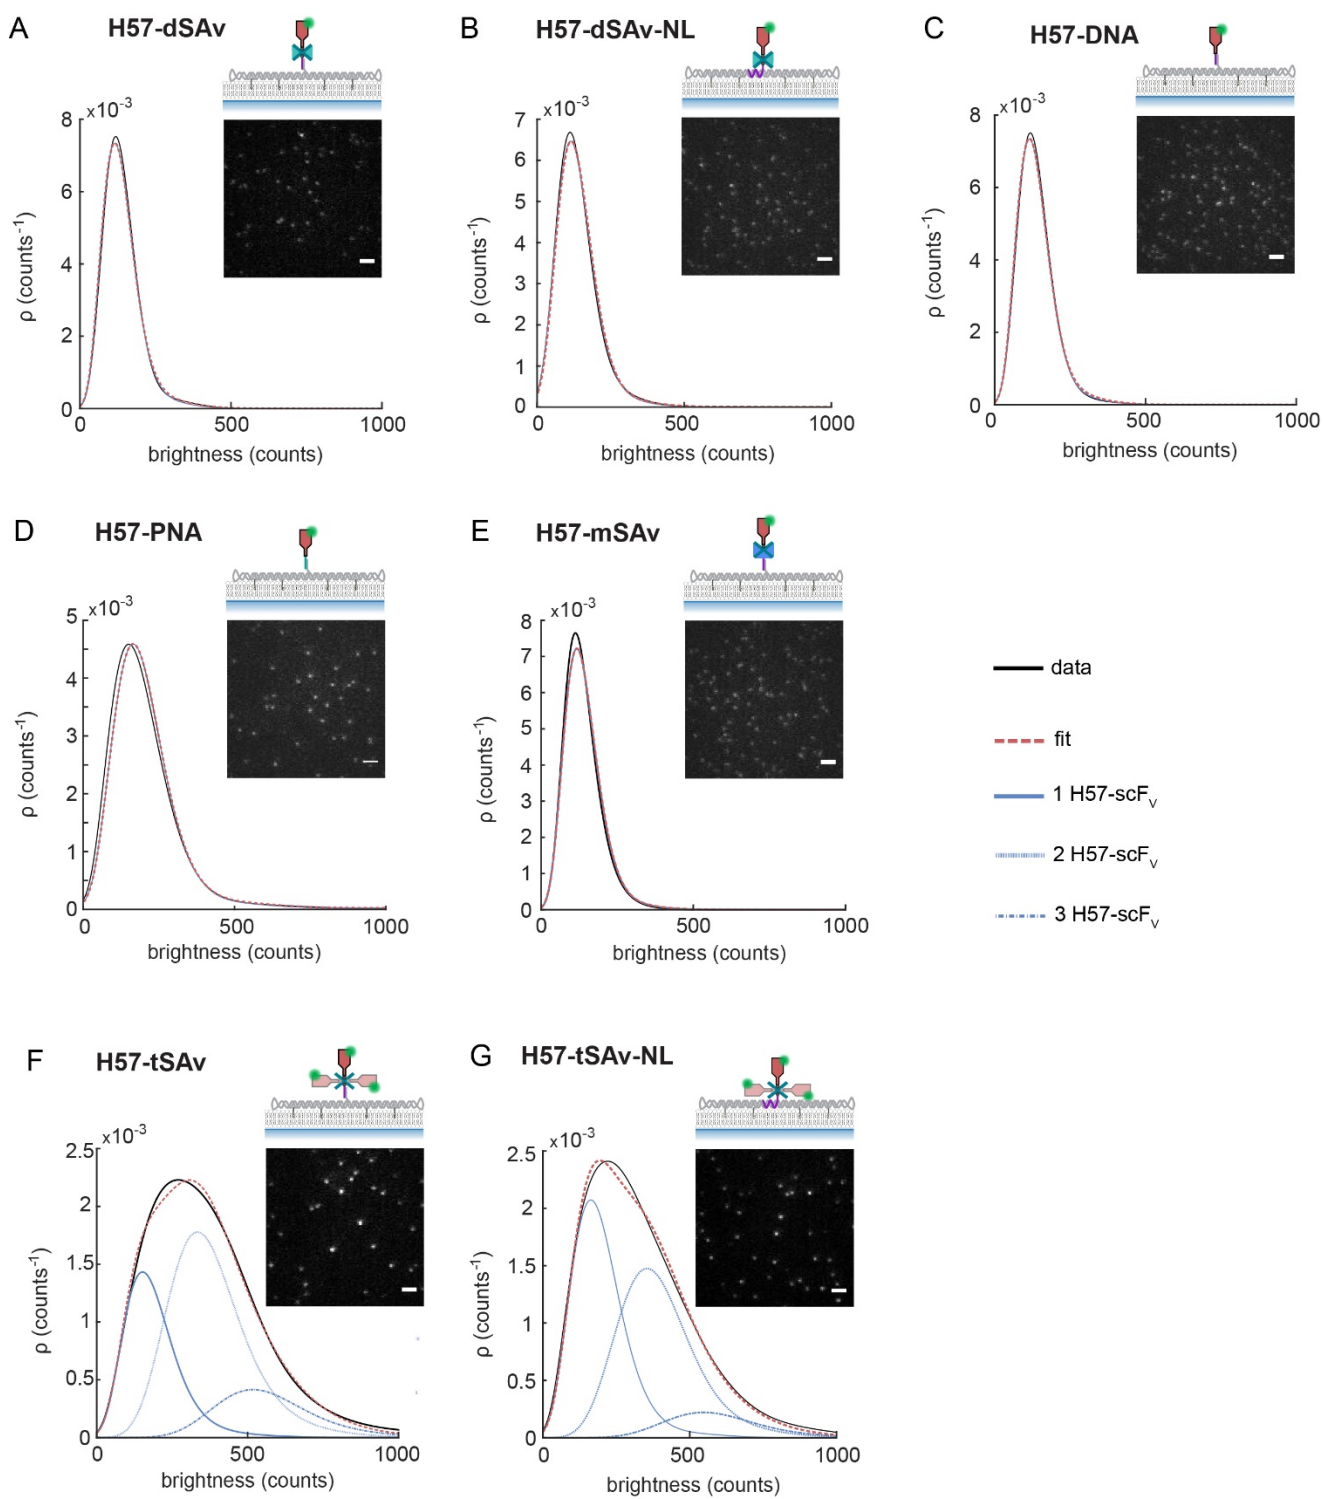 A
H57-dSAv
x10⁻³
8
6
4
2
0
ρ (counts⁻¹)
0 500 1000
brightness (counts)
B
H57-dSAv-NL
x10⁻³
7
6
5
4
3
2
1
0
ρ (counts⁻¹)
0 500 1000
brightness (counts)
C
H57-DNA
x10⁻³
8
6
4
2
0
ρ (counts⁻¹)
0 500 1000
brightness (counts)
D
H57-PNA
x10⁻³
5
4
3
2
1
0
ρ (counts⁻¹)
0 500 1000
brightness (counts)
E
H57-mSAv
x10⁻³
8
7
6
5
4
3
2
1
0
ρ (counts⁻¹)
0 500 1000
brightness (counts)
data
fit
1 H57-scFᵥ
2 H57-scFᵥ
3 H57-scFᵥ
F
H57-tSAv
x10⁻³
2.5
2
1.5
1
0.5
0
ρ (counts⁻¹)
0 500 1000
brightness (counts)
G
H57-tSAv-NL
x10⁻³
2.5
2
1.5
1
0.5
0
ρ (counts⁻¹)
0 500 1000
brightness (counts)